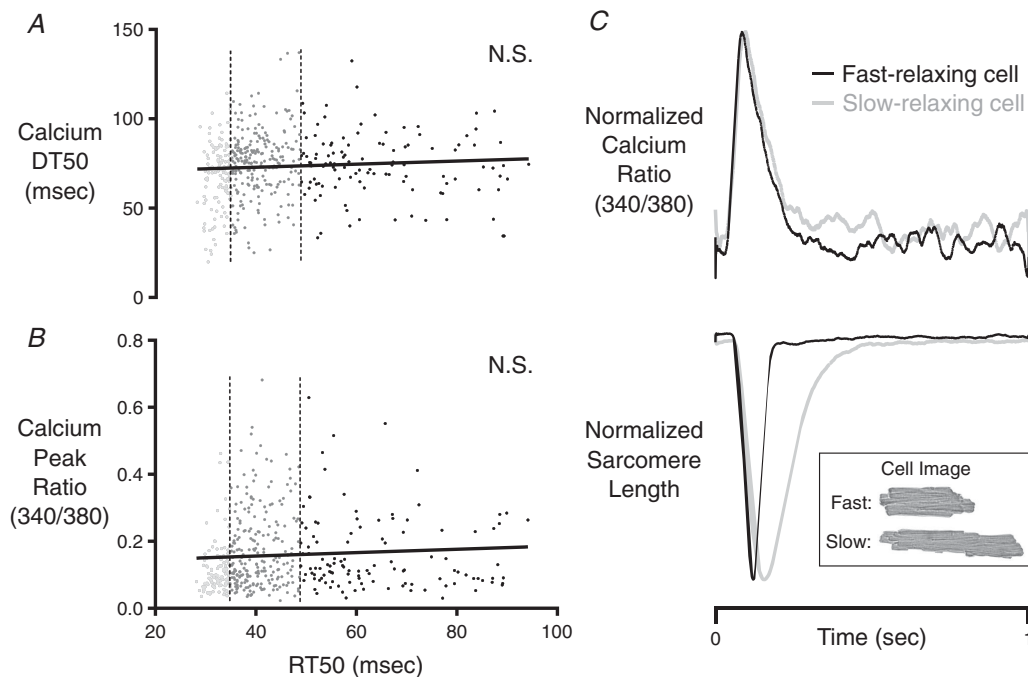 A
Calcium
DT50
(msec)
150
100
50
0
N.S.
B
Calcium
Peak
Ratio
(340/380)
0.8
0.6
0.4
0.2
0.0
N.S.
20
40
60
80
100
RT50 (msec)
C
Fast-relaxing cell
Slow-relaxing cell
Normalized
Calcium
Ratio
(340/380)
Normalized
Sarcomere
Length
Cell Image
Fast:
Slow:
0
Time (sec)
1